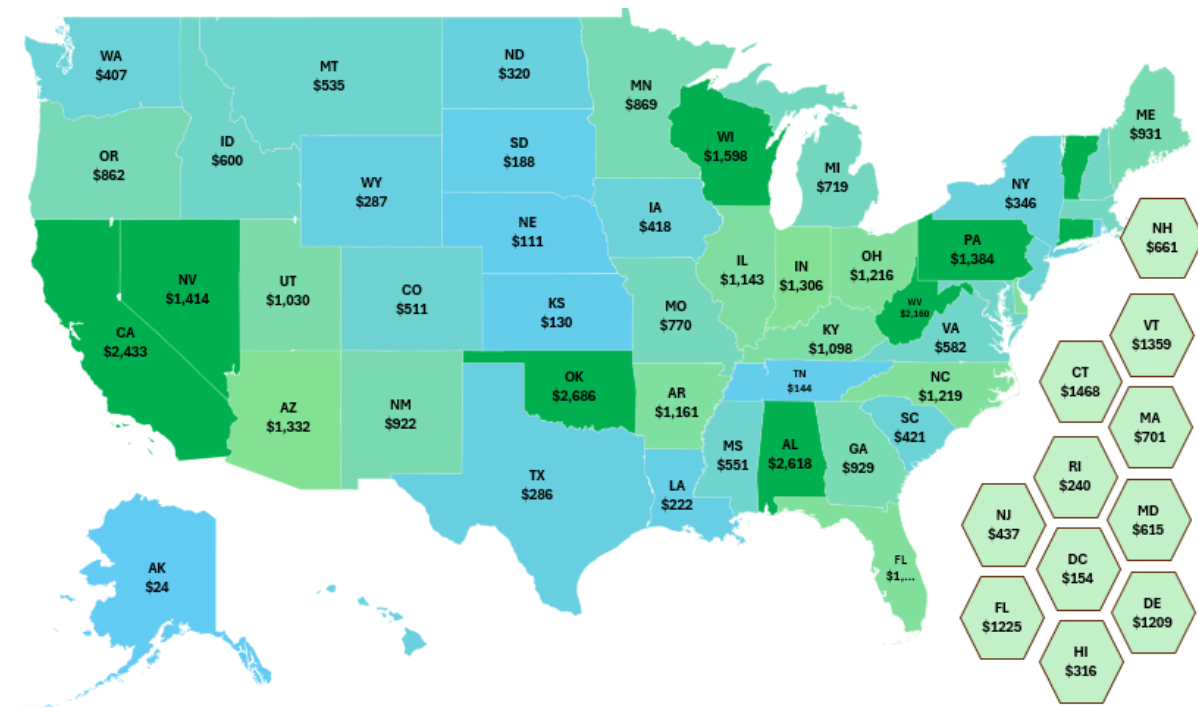 WA
$407
MT
$535
ND
$320
MN
$869
OR
$862
ID
$600
WY
$287
SD
$188
WI
$1,598
MI
$719
NY
$346
ME
$931
NH
$661
NE
$111
IA
$418
PA
$1,384
NV
$1,414
UT
$1,030
CO
$511
KS
$130
MO
$770
IL
$1,143
IN
$1,306
OH
$1,216
WV
$2,160
VA
$582
CA
$2,433
KY
$1,098
VT
$1359
CT
$1468
AZ
$1,332
NM
$922
OK
$2,686
AR
$1,161
TN
$144
NC
$1,219
SC
$421
MA
$701
TX
$286
LA
$222
MS
$551
AL
$2,618
GA
$929
RI
$240
NJ
$437
MD
$615
AK
$24
FL
$1,...
DC
$154
FL
$1225
DE
$1209
HI
$316